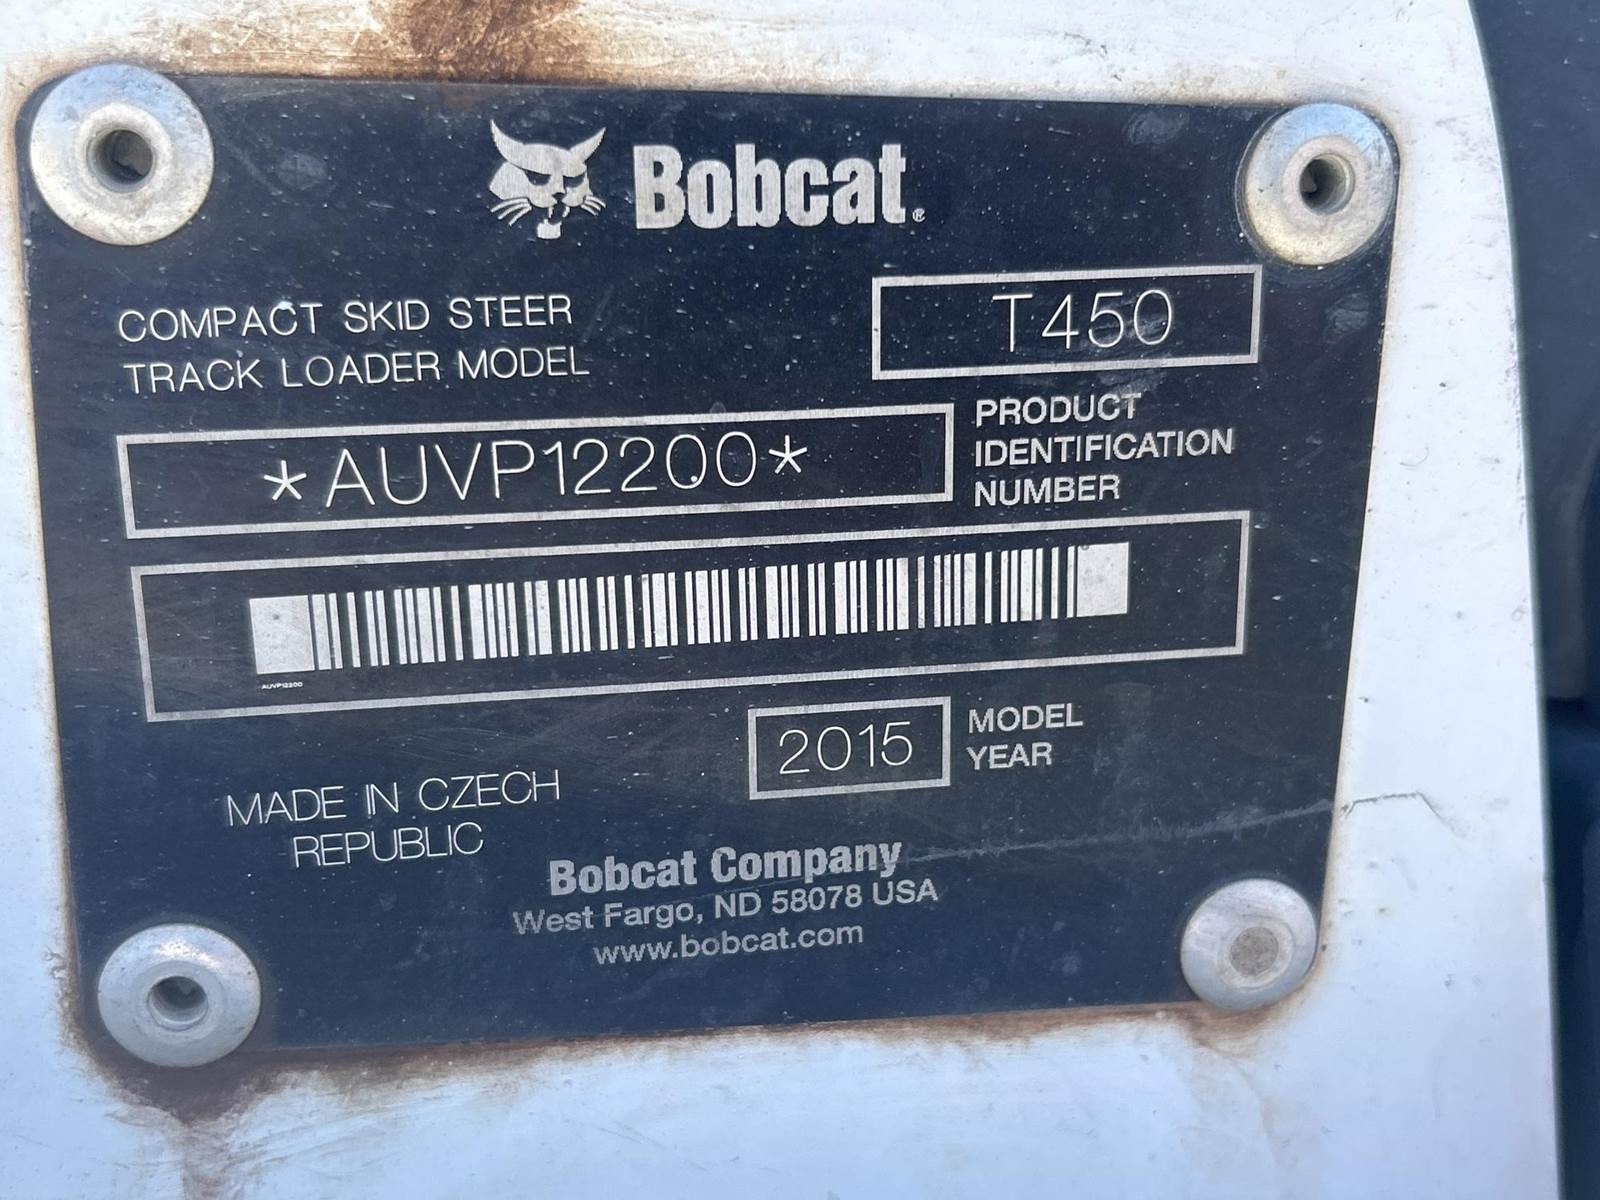 Bobcat®
COMPACT SKID STEER
TRACK LOADER MODEL
T450
*AUVP12200*
PRODUCT
IDENTIFICATION
NUMBER
AUVP12200
2015
MODEL
YEAR
MADE IN CZECH
REPUBLIC
Bobcat Company
West Fargo, ND 58078 USA
www.bobcat.com